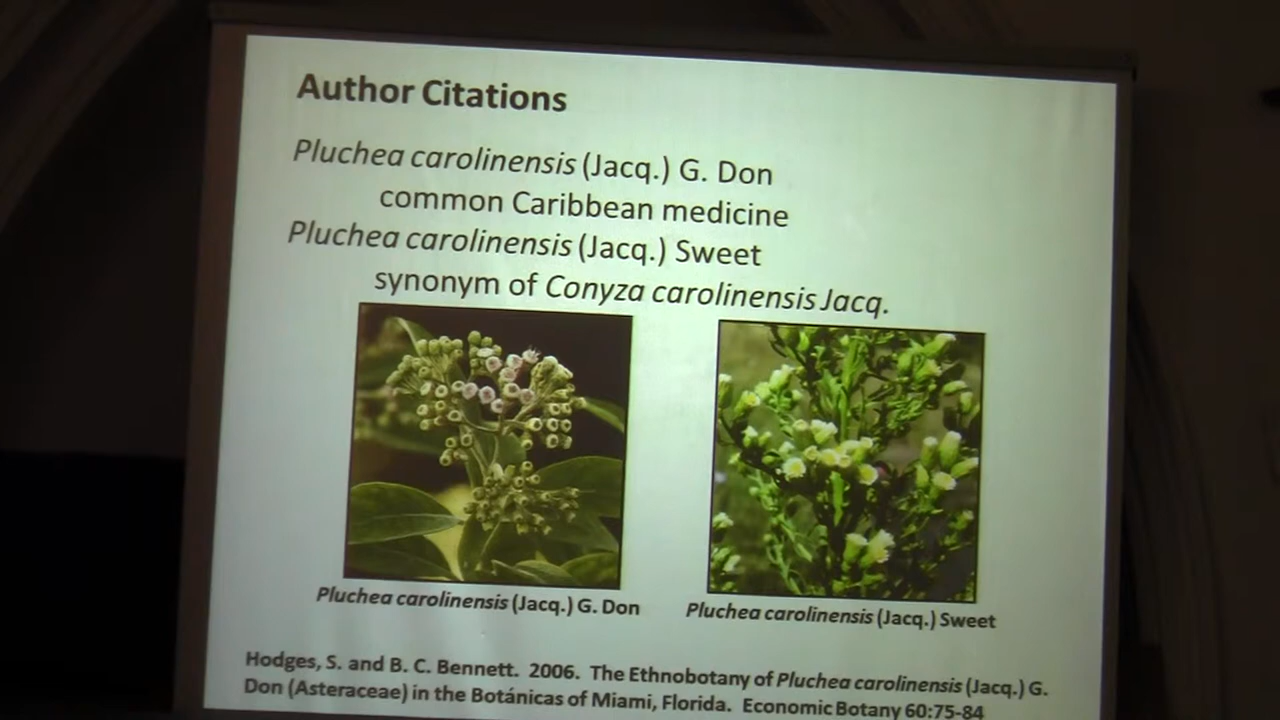 Author Citations
Pluchea carolinensis (Jacq.) G. Don
common Caribbean medicine
Pluchea carolinensis (Jacq.) Sweet
synonym of Conyza carolinensis Jacq.
Pluchea carolinensis (Jacq.) G. Don
Pluchea carolinensis (Jacq.) Sweet
Hodges, S. and B. C. Bennett. 2006. The Ethnobotany of Pluchea carolinensis (Jacq.) G.
Don (Asteraceae) in the Botánicas of Miami, Florida. Economic Botany 60:75-84